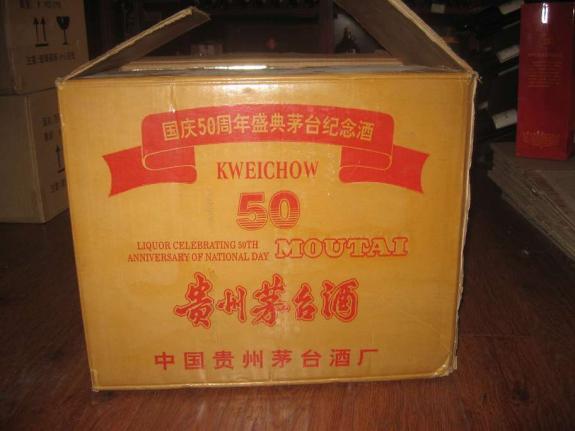 国庆50周年盛典茅台纪念酒
KWEICHOW
50
LIQUOR CELEBRATING 50TH
ANNIVERSARY OF NATIONAL DAY
MOUTAI
贵州茅台酒
中国贵州茅台酒厂